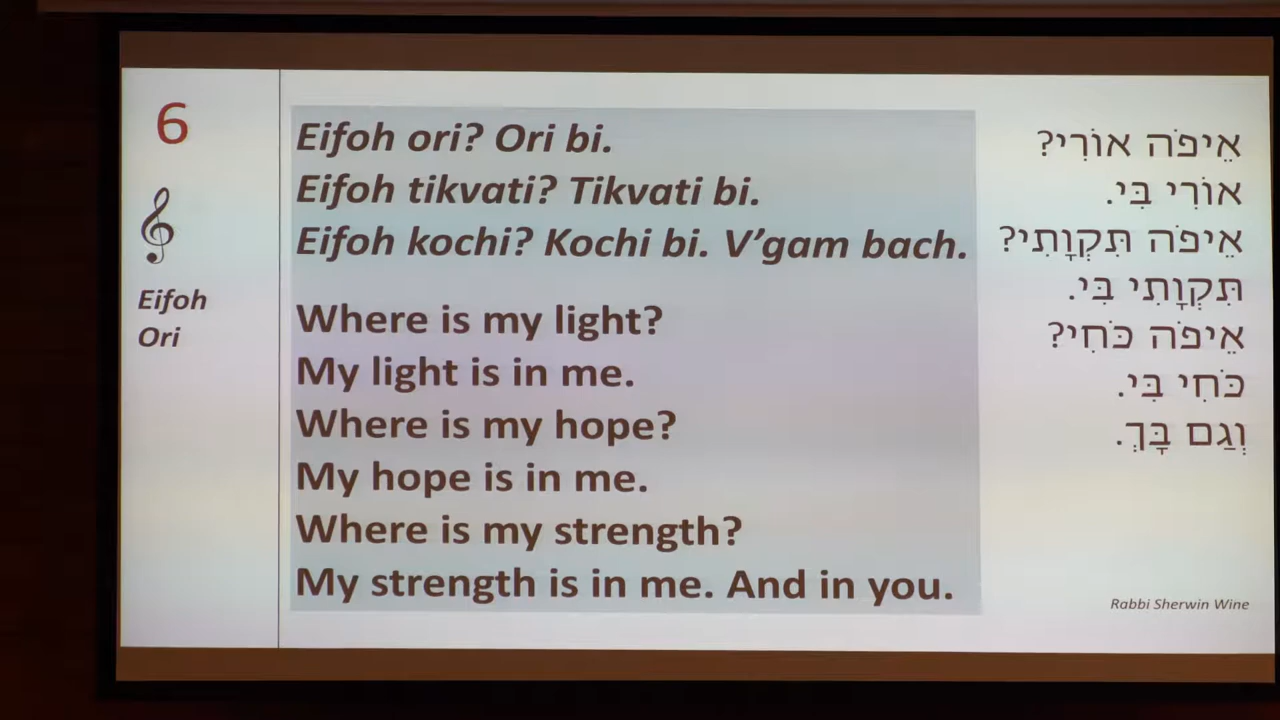 6
Eifoh
Ori
Eifoh ori? Ori bi.
Eifoh tikvati? Tikvati bi.
Eifoh kochi? Kochi bi. V’gam bach.
Where is my light?
My light is in me.
Where is my hope?
My hope is in me.
Where is my strength?
My strength is in me. And in you.
אֵיפֹה אוֹרִי?
אוֹרִי בִּי.
אֵיפֹה תִּקְוָתִי?
תִּקְוָתִי בִּי.
אֵיפֹה כֹּחִי?
כֹּחִי בִּי.
וְגַם בָּךְ.
Rabbi Sherwin Wine